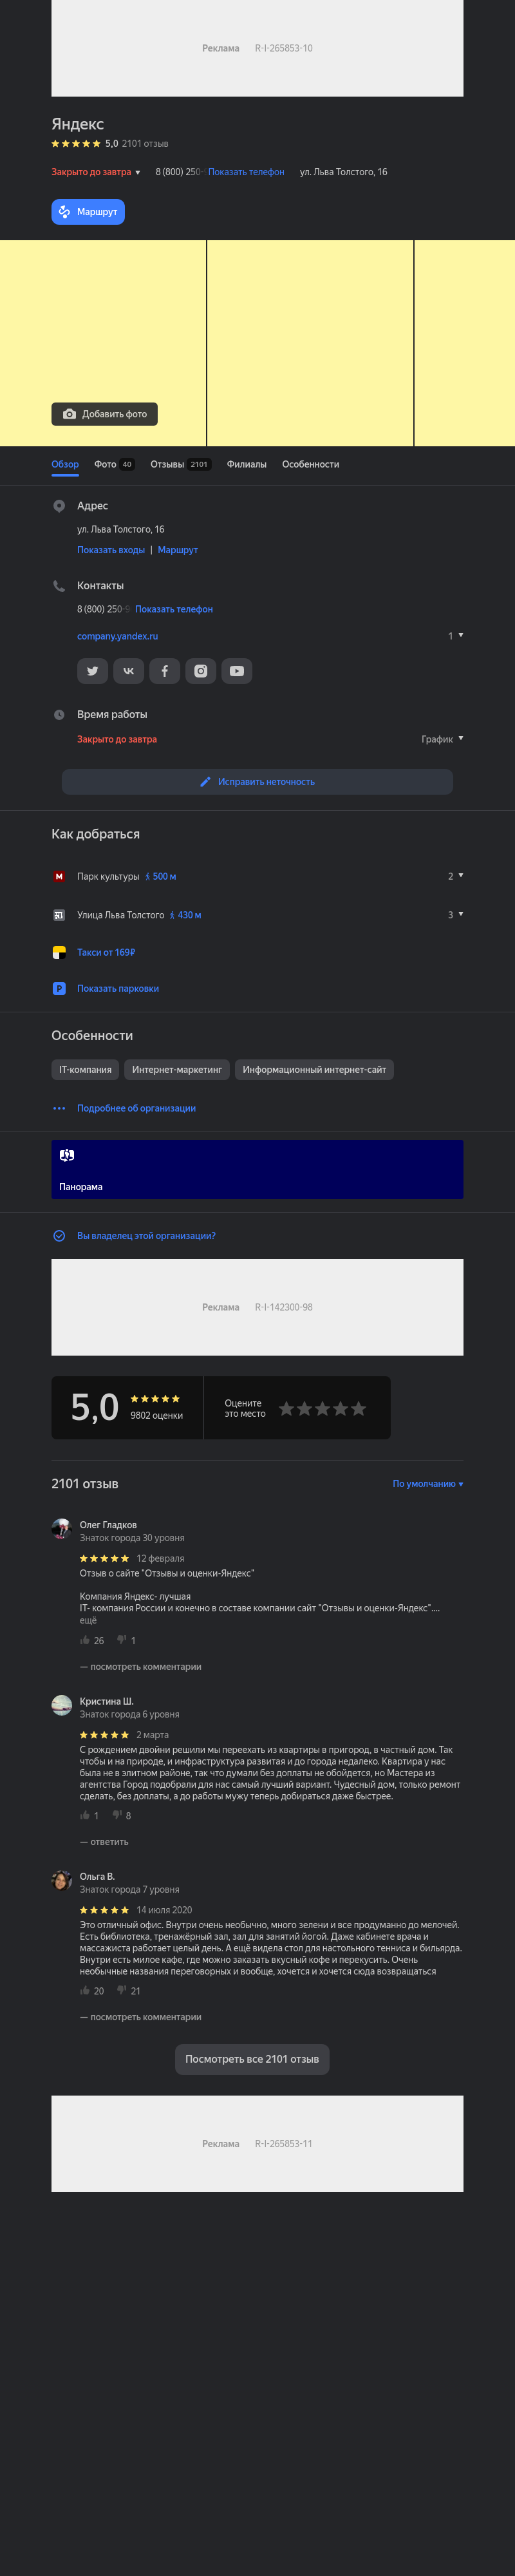 Реклама R-I-265853-10
Яндекс
5,0 2101 отзыв
Закрыто до завтра 8 (800) 250 Показать телефон ул. Льва Толстого, 16
Маршрут
Добавить фото
Обзор Фото 40 Отзывы 2101 Филиалы Особенности
Адрес
ул. Льва Толстого, 16
Показать входы | Маршрут
Контакты
8 (800) 250-9 Показать телефон
company.yandex.ru 1
Время работы
Закрыто до завтра График
Исправить неточность
Как добраться
Парк культуры 500 м 2
Улица Льва Толстого 430 м 3
Такси от 169₽
P Показать парковки
Особенности
IT-компания Интернет-маркетинг Информационный интернет-сайт
Подробнее об организации
Панорама
Вы владелец этой организации?
Реклама R-I-142300-98
5,0 9802 оценки
Оцените
это место
2101 отзыв По умолчанию
Олег Гладков
Знаток города 30 уровня
12 февраля
Отзыв о сайте "Отзывы и оценки-Яндекс"
Компания Яндекс- лучшая
IT- компания России и конечно в составе компании сайт "Отзывы и оценки-Яндекс"....
ещё
26 1
— посмотреть комментарии
Кристина Ш.
Знаток города 6 уровня
2 марта
С рождением двойни решили мы переехать из квартиры в пригород, в частный дом. Так
чтобы и на природе, и инфраструктура развитая и до города недалеко. Квартира у нас
была не в элитном районе, так что думали без доплаты не обойдется, но Мастера из
агентства Город подобрали для нас самый лучший вариант. Чудесный дом, только ремонт
сделать, без доплаты, а до работы мужу теперь добираться даже быстрее.
1 8
— ответить
Ольга В.
Знаток города 7 уровня
14 июля 2020
Это отличный офис. Внутри очень необычно, много зелени и все продуманно до мелочей.
Есть библиотека, тренажёрный зал, зал для занятий йогой. Даже кабинете врача и
массажиста работает целый день. А ещё видела стол для настольного тенниса и бильярда.
Внутри есть милое кафе, где можно заказать вкусный кофе и перекусить. Очень
необычные названия переговорных и вообще, хочется и хочется сюда возвращаться
20 21
— посмотреть комментарии
Посмотреть все 2101 отзыв
Реклама R-I-265853-11